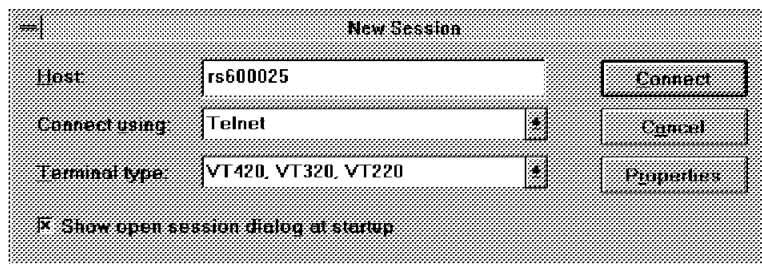 New Session
Host: rs600025 Connect
Connect using: Telnet Cancel
Terminal type: VT420, VT320, VT220 Properties
Show open session dialog at startup